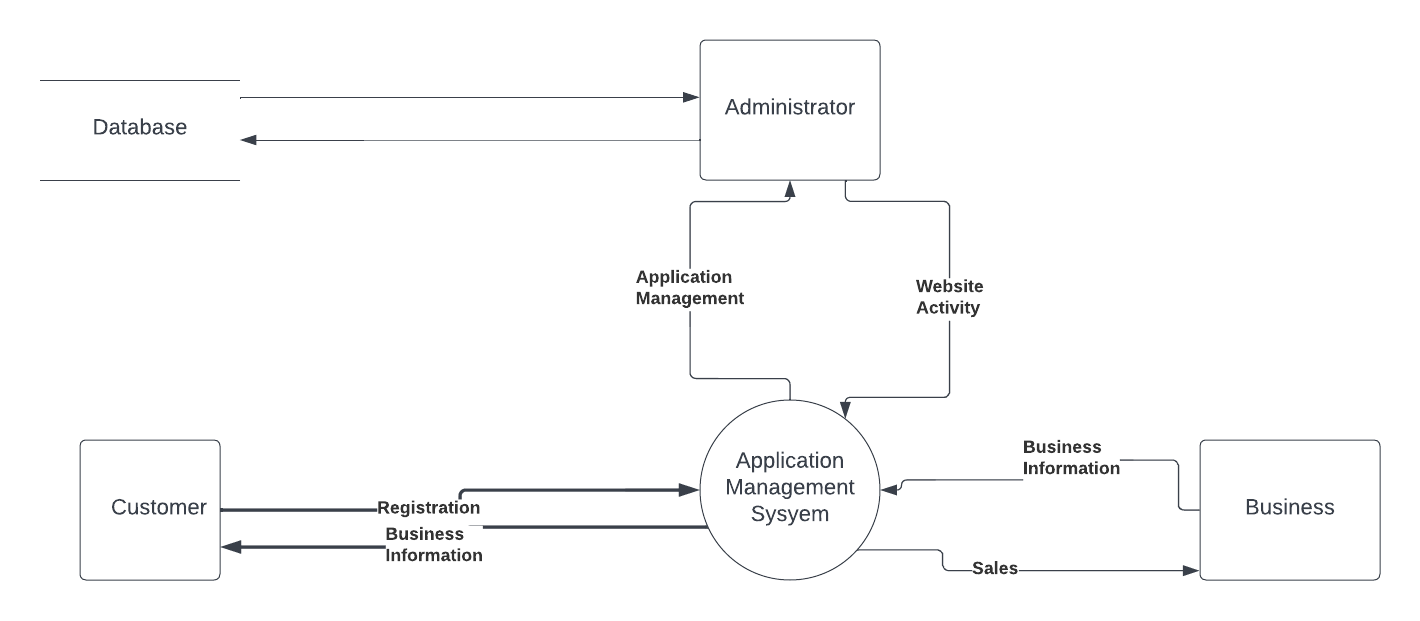 Administrator
Database
Application
Management
Website
Activity
Application
Management
Sysyem
Customer
Registration
Business
Information
Business
Information
Business
Sales